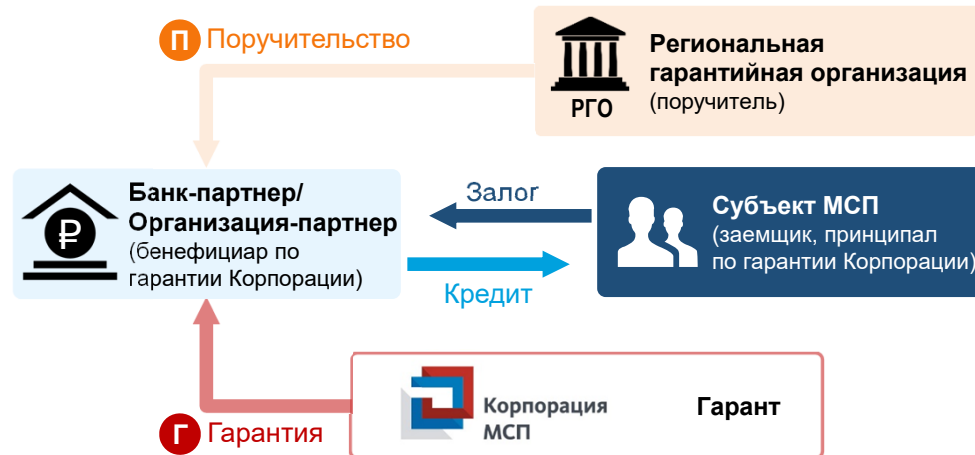 П Поручительство
Региональная
гарантийная организация
(поручитель)
РГО
Банк-партнер/
Организация-партнер
(бенефициар по
гарантии Корпорации)
₽
Залог
Кредит
Субъект МСП
(заемщик, принципал
по гарантии Корпорации)
Г Гарантия
Корпорация
МСП
Гарант